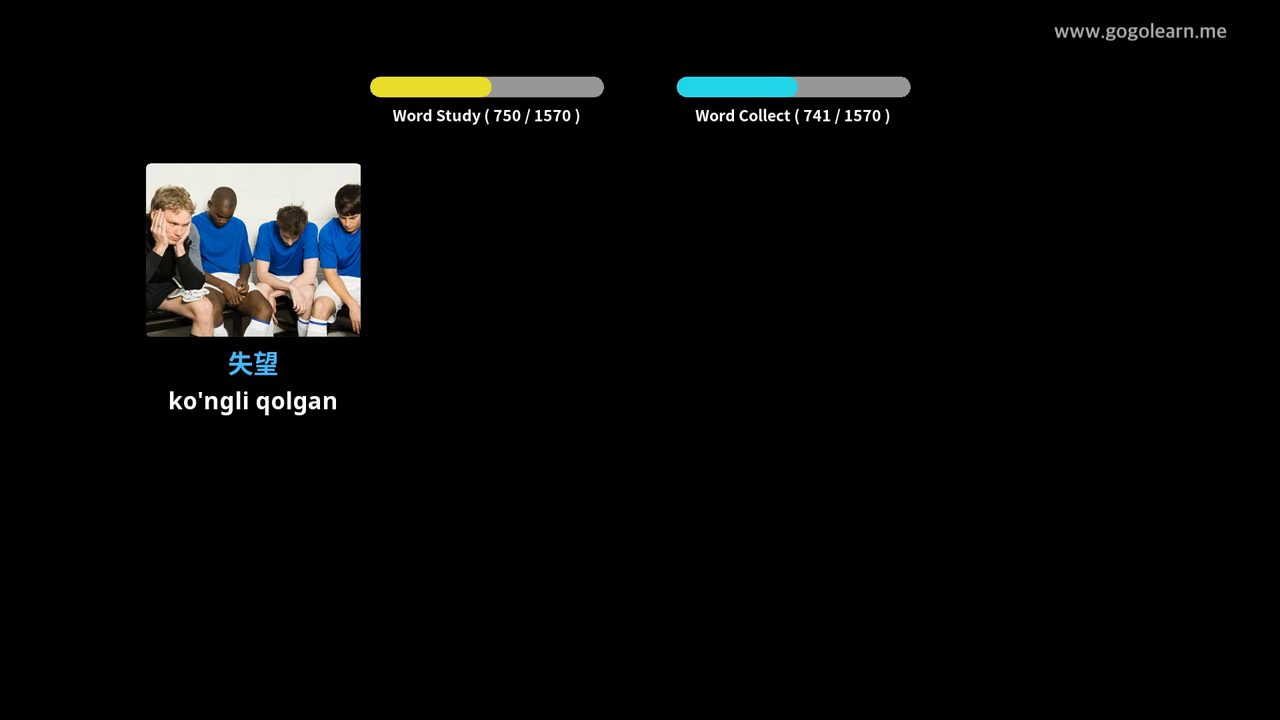 www.gogolearn.me
Word Study ( 750 / 1570 )
Word Collect ( 741 / 1570 )
失望
ko'ngli qolgan